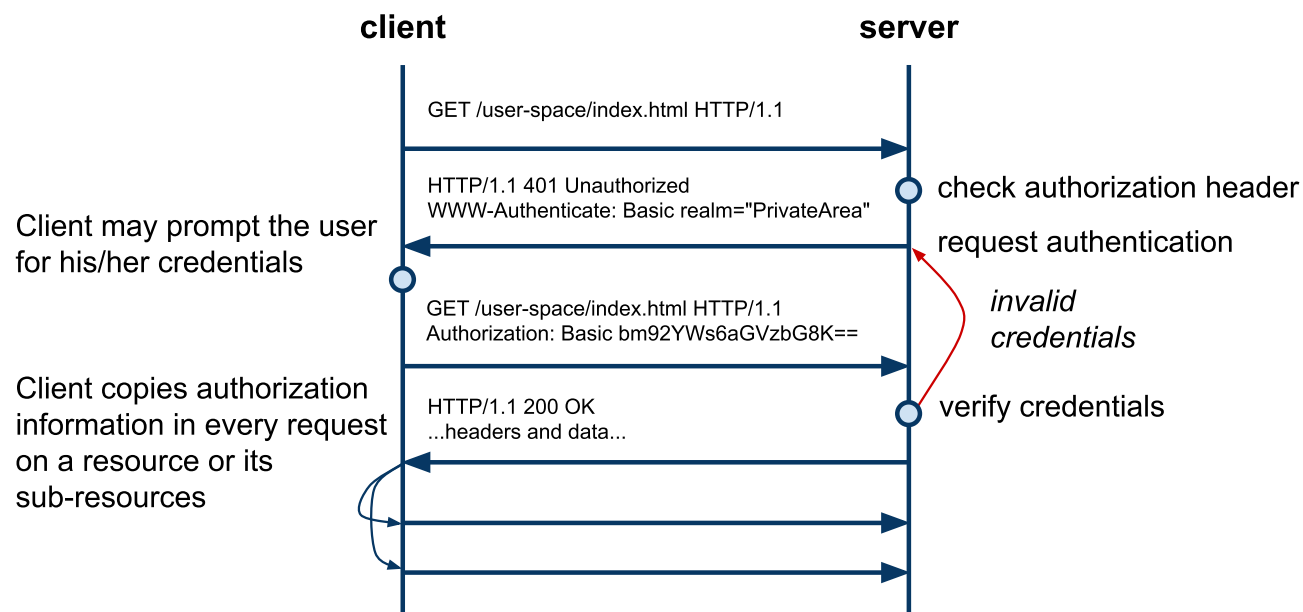 client
server
GET /user-space/index.html HTTP/1.1
HTTP/1.1 401 Unauthorized
WWW-Authenticate: Basic realm="PrivateArea"
check authorization header
Client may prompt the user
for his/her credentials
request authentication
invalid
credentials
GET /user-space/index.html HTTP/1.1
Authorization: Basic bm92YWs6aGVzbG8K==
Client copies authorization
information in every request
on a resource or its
sub-resources
HTTP/1.1 200 OK
...headers and data...
verify credentials